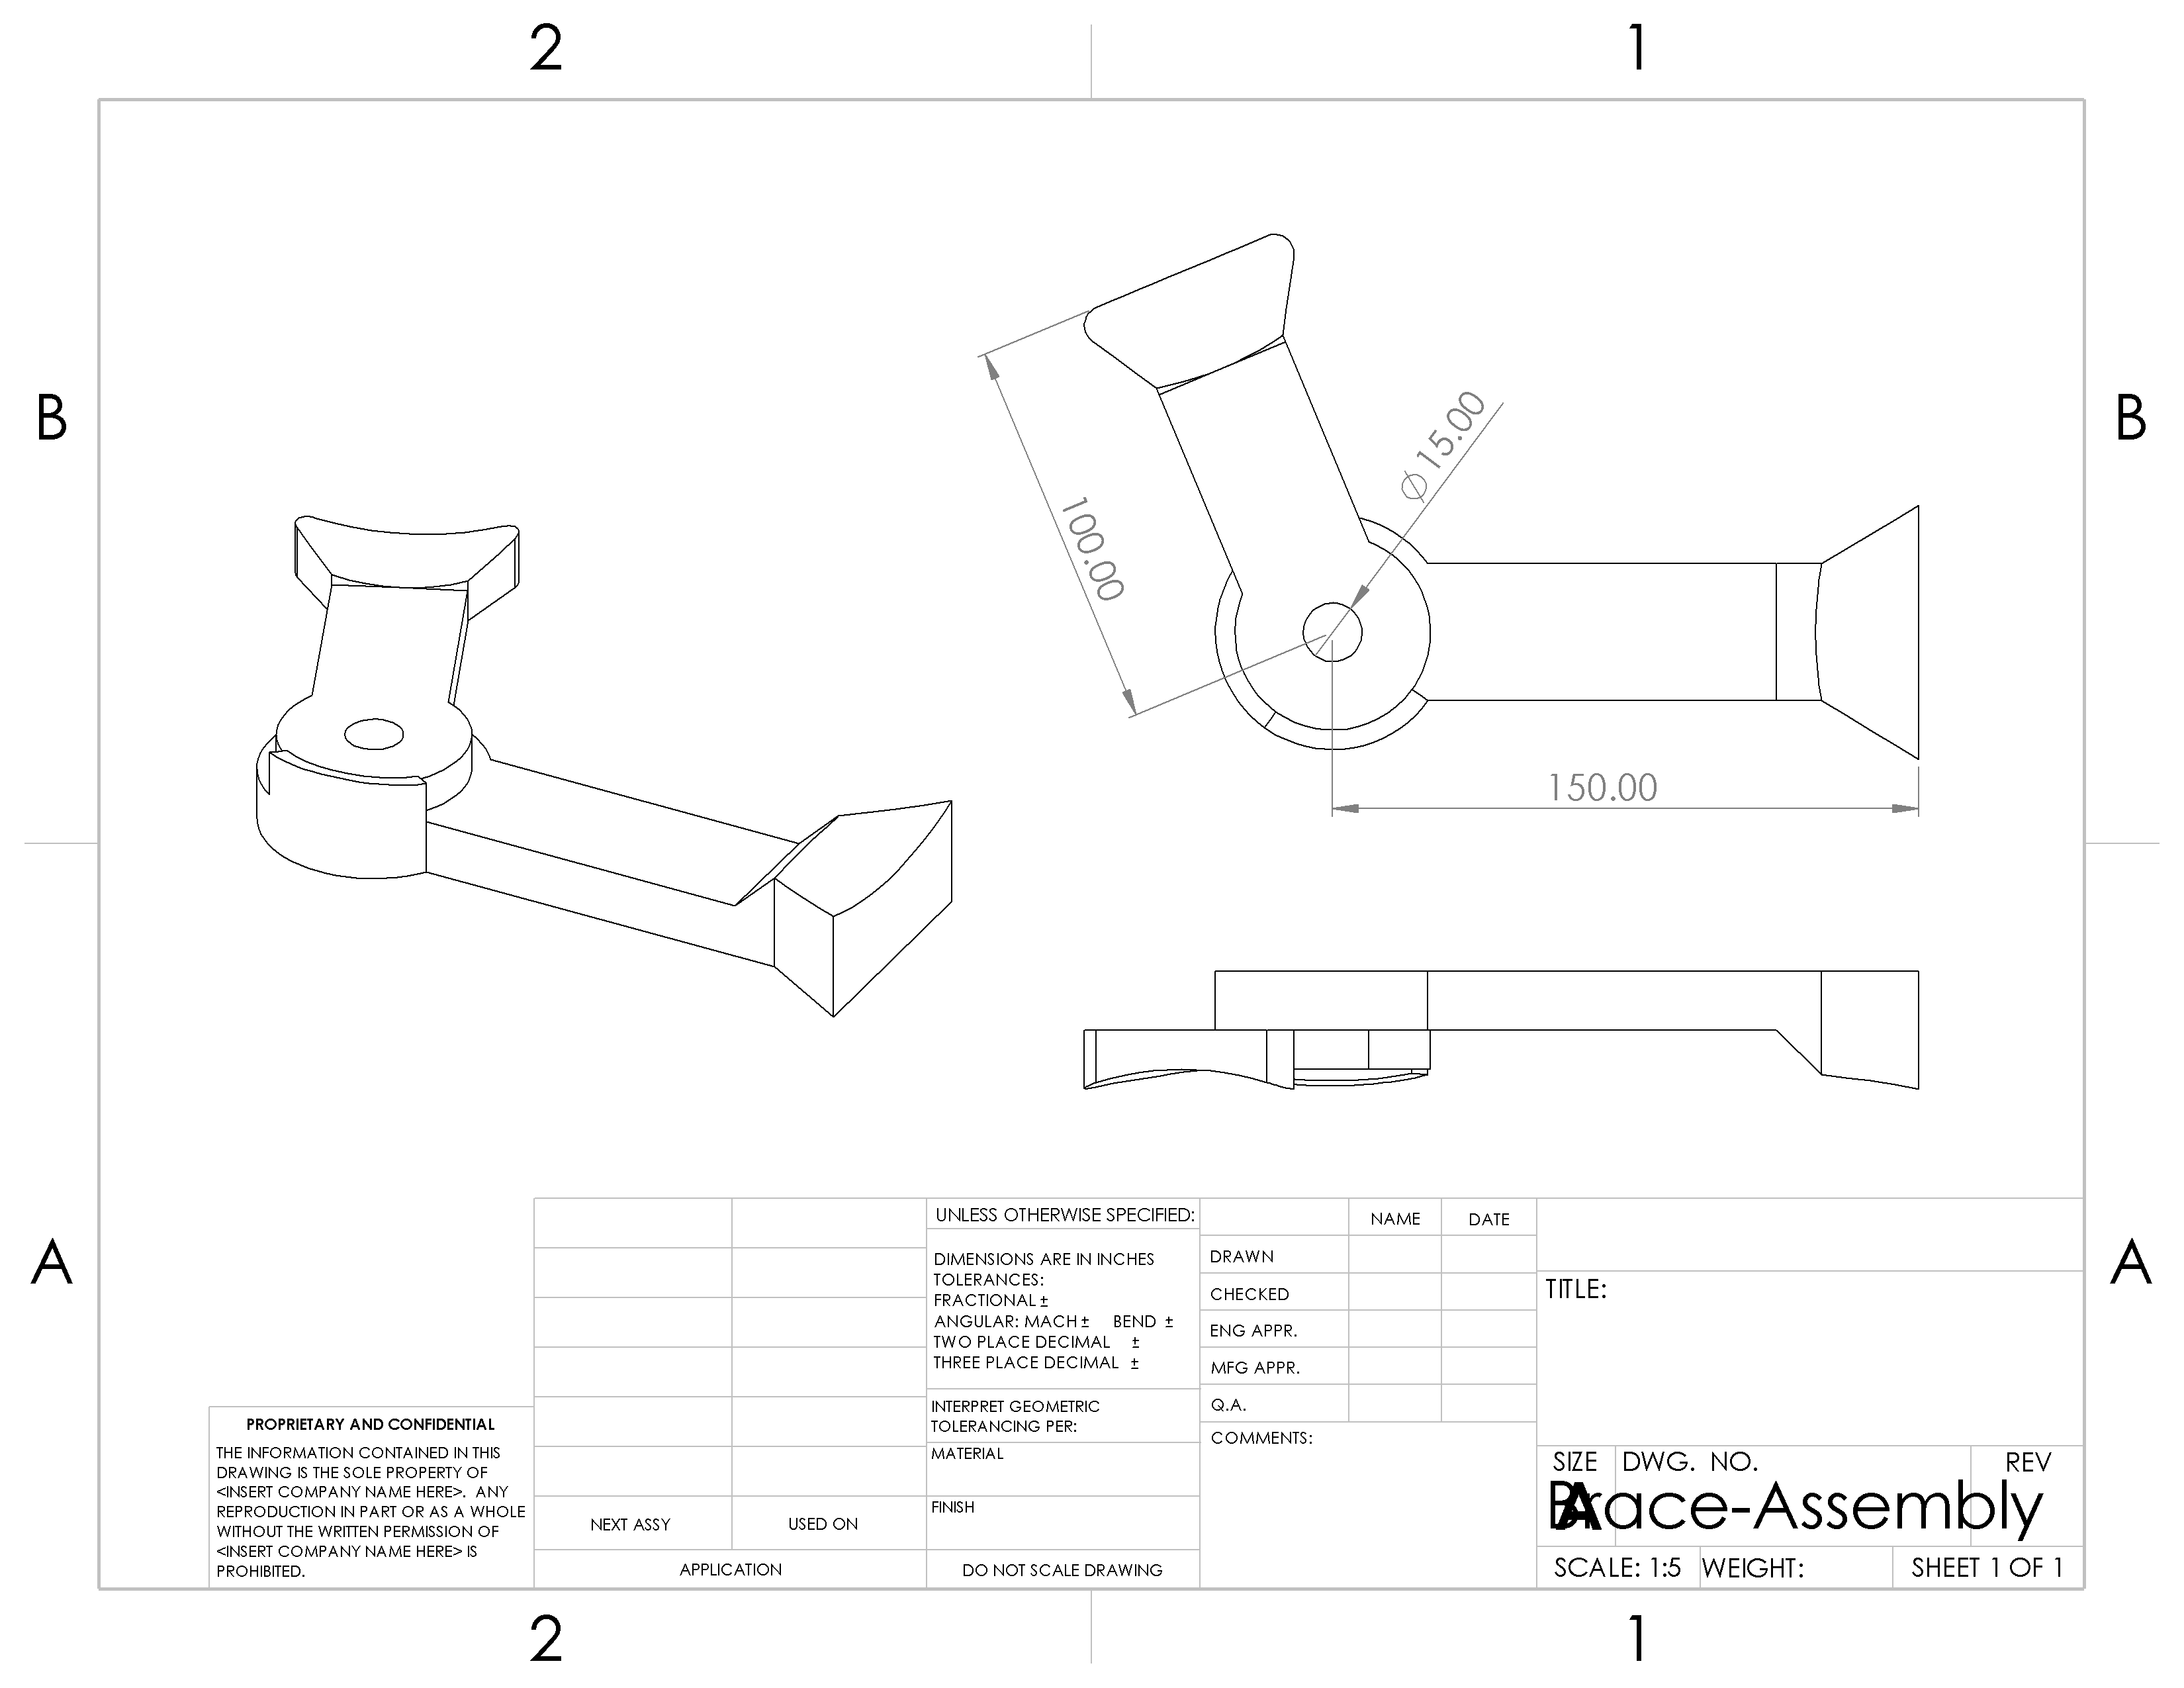 2 1
B B
100.00
⌀15.00
150.00
A A
UNLESS OTHERWISE SPECIFIED:
DIMENSIONS ARE IN INCHES
TOLERANCES:
FRACTIONAL ±
ANGULAR: MACH ± BEND ±
TWO PLACE DECIMAL ±
THREE PLACE DECIMAL ±
INTERPRET GEOMETRIC
TOLERANCING PER:
MATERIAL
FINISH
DO NOT SCALE DRAWING
NAME DATE
DRAWN
CHECKED
ENG APPR.
MFG APPR.
Q.A.
COMMENTS:
TITLE:
SIZE DWG. NO. REV
A Brace-Assembly
SCALE: 1:5 WEIGHT: SHEET 1 OF 1
PROPRIETARY AND CONFIDENTIAL
THE INFORMATION CONTAINED IN THIS
DRAWING IS THE SOLE PROPERTY OF
<INSERT COMPANY NAME HERE>. ANY
REPRODUCTION IN PART OR AS A WHOLE
WITHOUT THE WRITTEN PERMISSION OF
<INSERT COMPANY NAME HERE> IS
PROHIBITED.
NEXT ASSY USED ON
APPLICATION
2 1